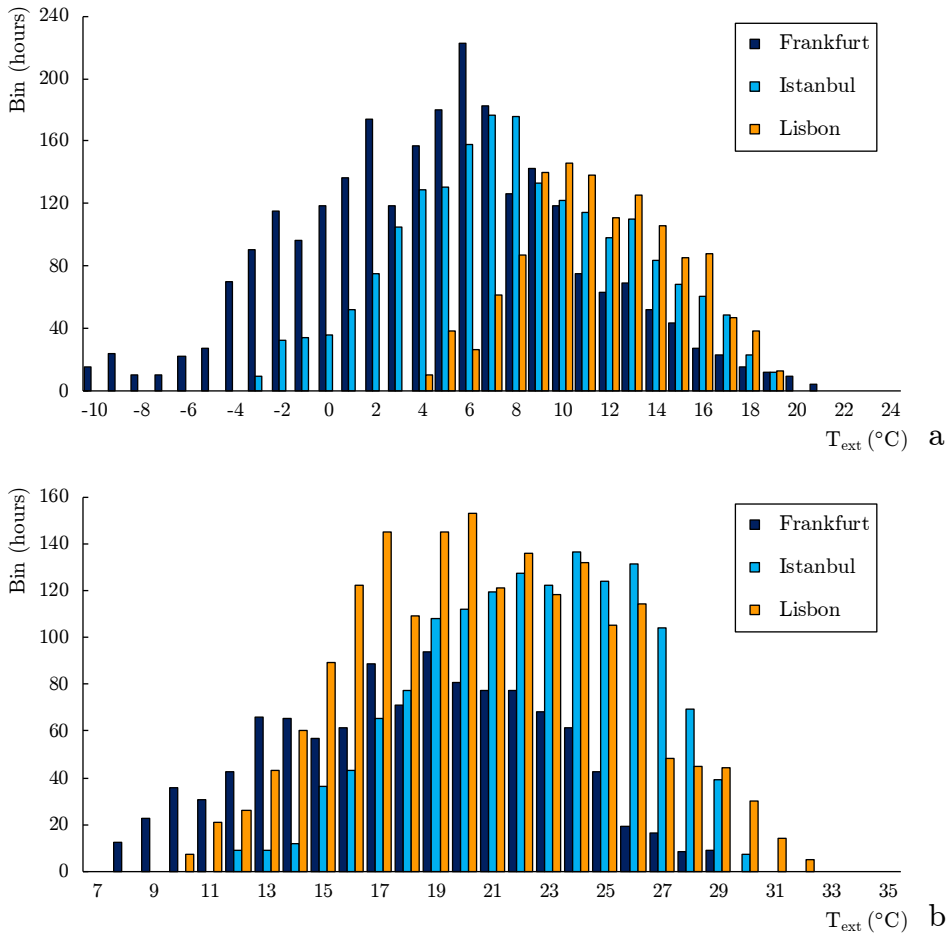 Bin (hours)
240
200
160
120
80
40
0
Frankfurt
Istanbul
Lisbon
-10 -8 -6 -4 -2 0 2 4 6 8 10 12 14 16 18 20 22 24
T_ext (°C)
a
Bin (hours)
160
140
120
100
80
60
40
20
0
Frankfurt
Istanbul
Lisbon
7 9 11 13 15 17 19 21 23 25 27 29 31 33 35
T_ext (°C)
b